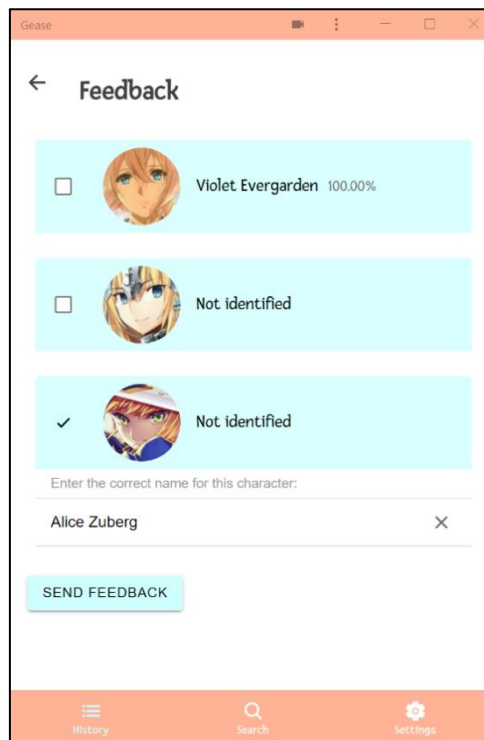 Gease
Feedback
Violet Evergarden 100.00%
Not identified
Not identified
Enter the correct name for this character:
Alice Zuberg
SEND FEEDBACK
History Search Settings